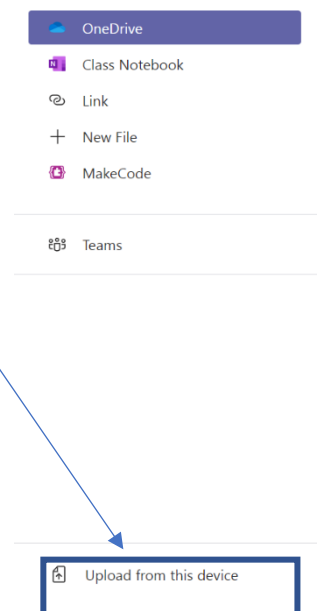 OneDrive
Class Notebook
Link
New File
MakeCode
Teams
Upload from this device